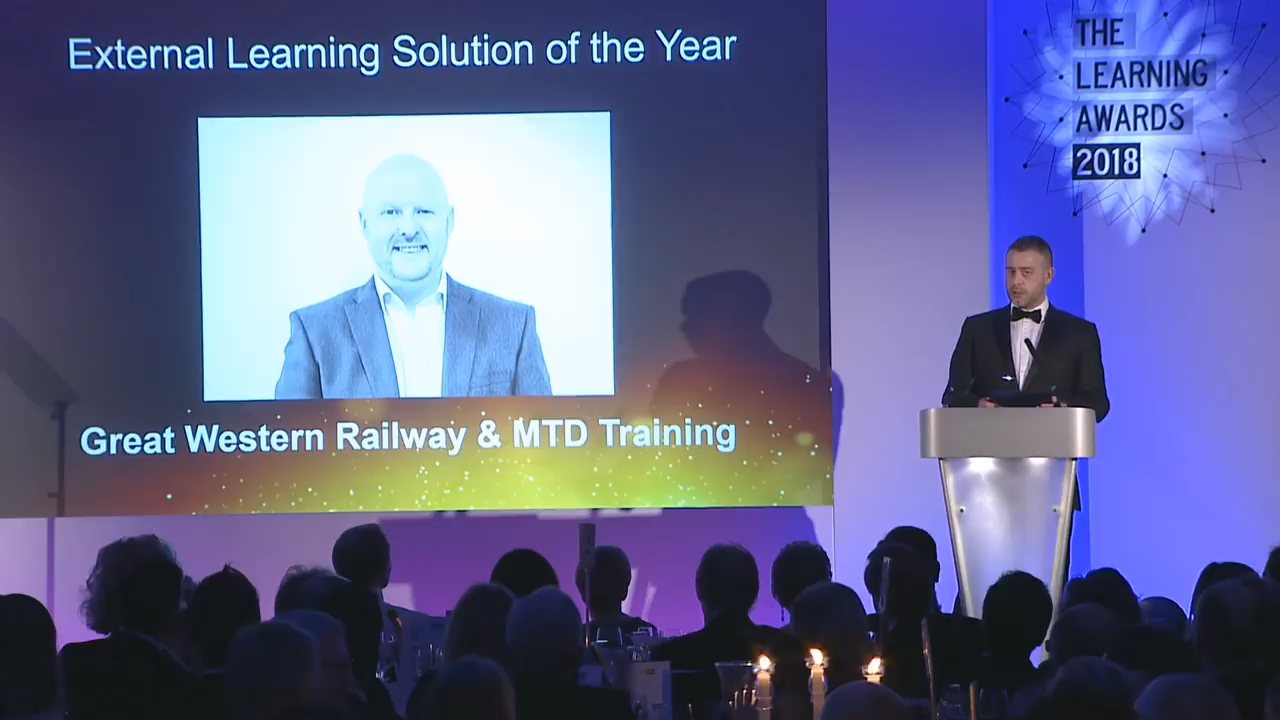 External Learning Solution of the Year
Great Western Railway & MTD Training
THE
LEARNING
AWARDS
2018